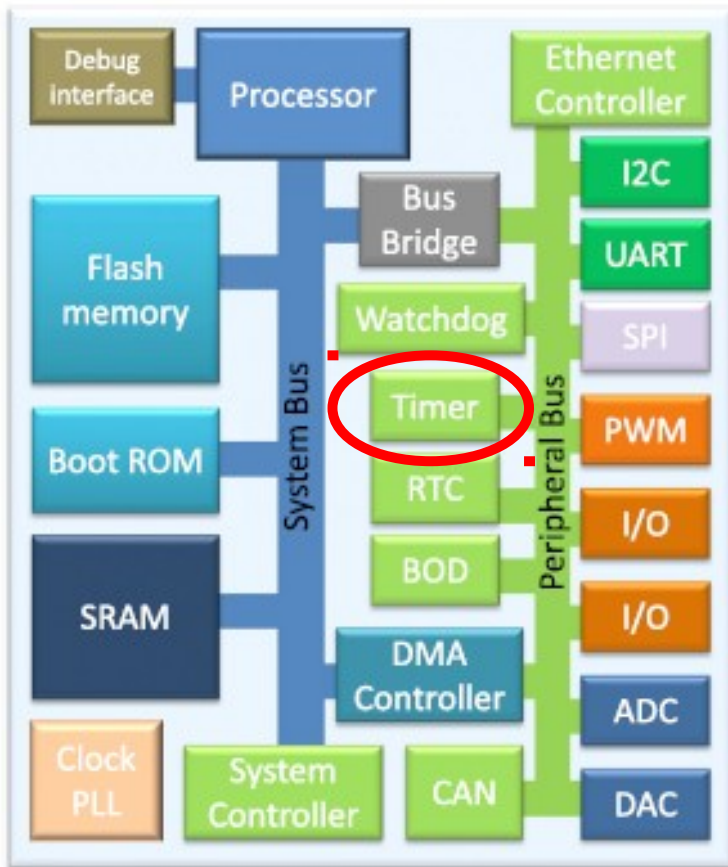 Debug
interface
Processor
Ethernet
Controller
I2C
Bus
Bridge
UART
Flash
memory
Watchdog
SPI
System Bus
Timer
Peripheral Bus
PWM
Boot ROM
RTC
I/O
BOD
SRAM
I/O
DMA
Controller
ADC
Clock
PLL
System
Controller
CAN
DAC